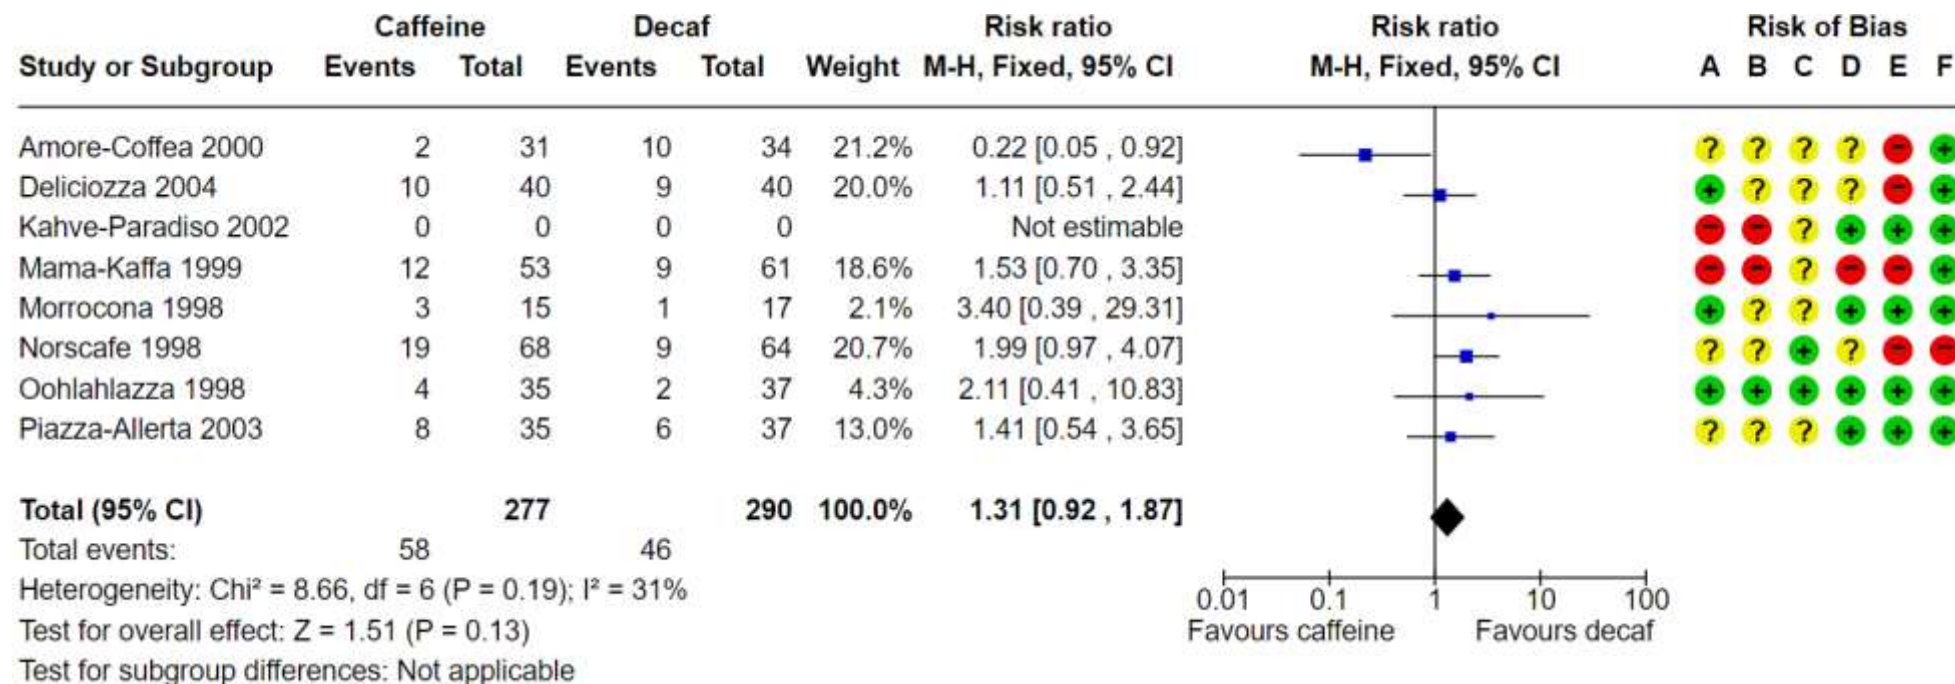 Caffeine Decaf Risk ratio Risk ratio Risk of Bias
Study or Subgroup Events Total Events Total Weight M-H, Fixed, 95% CI M-H, Fixed, 95% CI A B C D E F
Amore-Coffea 2000 2 31 10 34 21.2% 0.22 [0.05 , 0.92] ? ? ? ? − +
Deliciozza 2004 10 40 9 40 20.0% 1.11 [0.51 , 2.44] + ? ? ? − +
Kahve-Paradiso 2002 0 0 0 0 Not estimable − − ? + + +
Mama-Kaffa 1999 12 53 9 61 18.6% 1.53 [0.70 , 3.35] − − ? − − +
Morrocona 1998 3 15 1 17 2.1% 3.40 [0.39 , 29.31] + ? ? + + +
Norscafe 1998 19 68 9 64 20.7% 1.99 [0.97 , 4.07] ? ? + ? − −
Oohlahlazza 1998 4 35 2 37 4.3% 2.11 [0.41 , 10.83] + + + + + +
Piazza-Allerta 2003 8 35 6 37 13.0% 1.41 [0.54 , 3.65] ? ? ? + + +
Total (95% CI) 277 290 100.0% 1.31 [0.92 , 1.87]
Total events: 58 46
Heterogeneity: Chi² = 8.66, df = 6 (P = 0.19); I² = 31%
Test for overall effect: Z = 1.51 (P = 0.13)
Test for subgroup differences: Not applicable
0.01 0.1 1 10 100
Favours caffeine Favours decaf